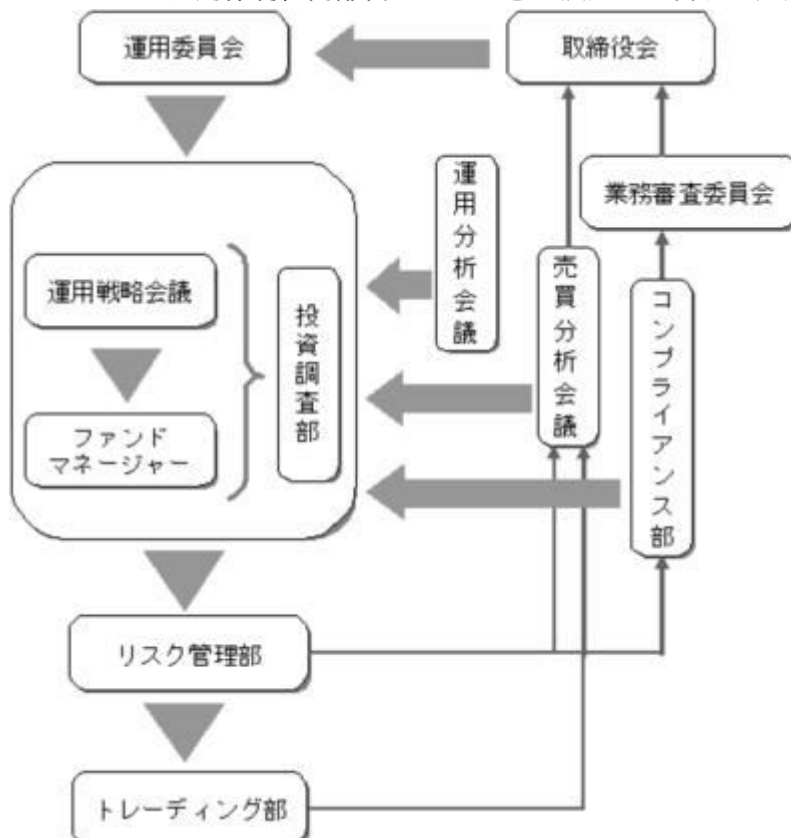 運用委員会
取締役会
業務審査委員会
運用分析会議
売買分析会議
コンプライアンス部
運用戦略会議
投資調査部
ファンド
マネージャー
リスク管理部
トレーディング部